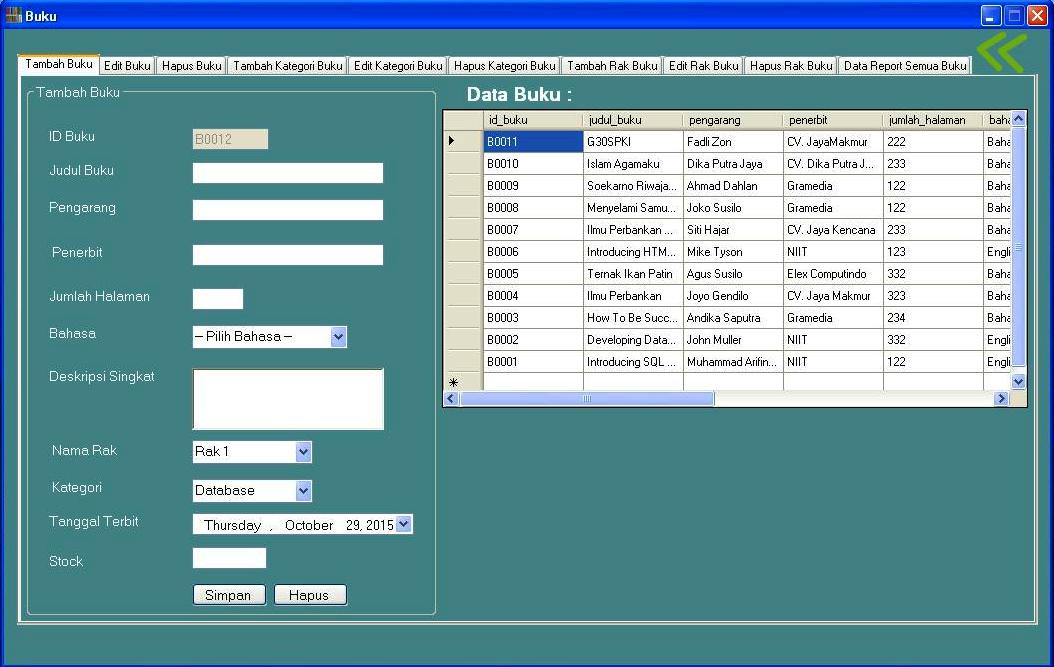 Buku
Tambah Buku Edit Buku Hapus Buku Tambah Kategori Buku Edit Kategori Buku Hapus Kategori Buku Tambah Rak Buku Edit Rak Buku Hapus Rak Buku Data Report Semua Buku
Tambah Buku
ID Buku B0012
Judul Buku
Pengarang
Penerbit
Jumlah Halaman
Bahasa -- Pilih Bahasa --
Deskripsi Singkat
Nama Rak Rak 1
Kategori Database
Tanggal Terbit Thursday , October 29, 2015
Stock
Simpan Hapus
Data Buku :
id_buku judul_buku pengarang penerbit jumlah_halaman baha
B0011 G30SPKI Fadli Zon CV. JayaMakmur 222 Baha
B0010 Islam Agamaku Dika Putra Jaya CV. Dika Putra J... 233 Baha
B0009 Soekarno Riwaja... Ahmad Dahlan Gramedia 122 Baha
B0008 Menyelami Samu... Joko Susilo Gramedia 122 Baha
B0007 Ilmu Perbankan ... Siti Hajar CV. Jaya Kencana 233 Baha
B0006 Introducing HTM... Mike Tyson NIIT 123 Engli
B0005 Ternak Ikan Patin Agus Susilo Elex Computindo 332 Baha
B0004 Ilmu Perbankan Joyo Gendilo CV. Jaya Makmur 323 Baha
B0003 How To Be Succ... Andika Saputra Gramedia 234 Baha
B0002 Developing Data... John Muller NIIT 332 Engli
B0001 Introducing SQL ... Muhammad Arifin... NIIT 122 Engli